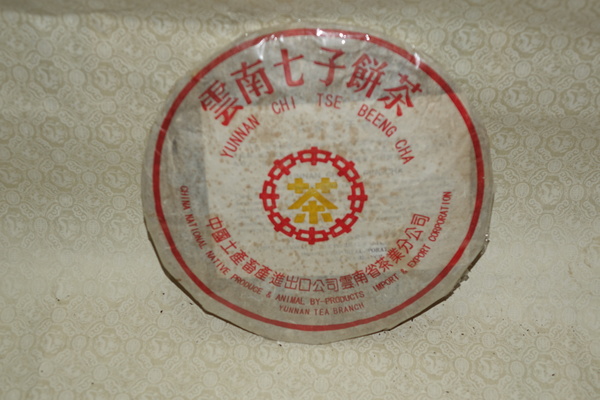 雲南七子餅茶
YUNNAN CHI TSE BEENG CHA
茶
中國土產畜產進出口公司雲南省茶葉分公司
CHINA NATIONAL NATIVE PRODUCE & ANIMAL BY-PRODUCTS IMPORT & EXPORT CORPORATION
YUNNAN TEA BRANCH